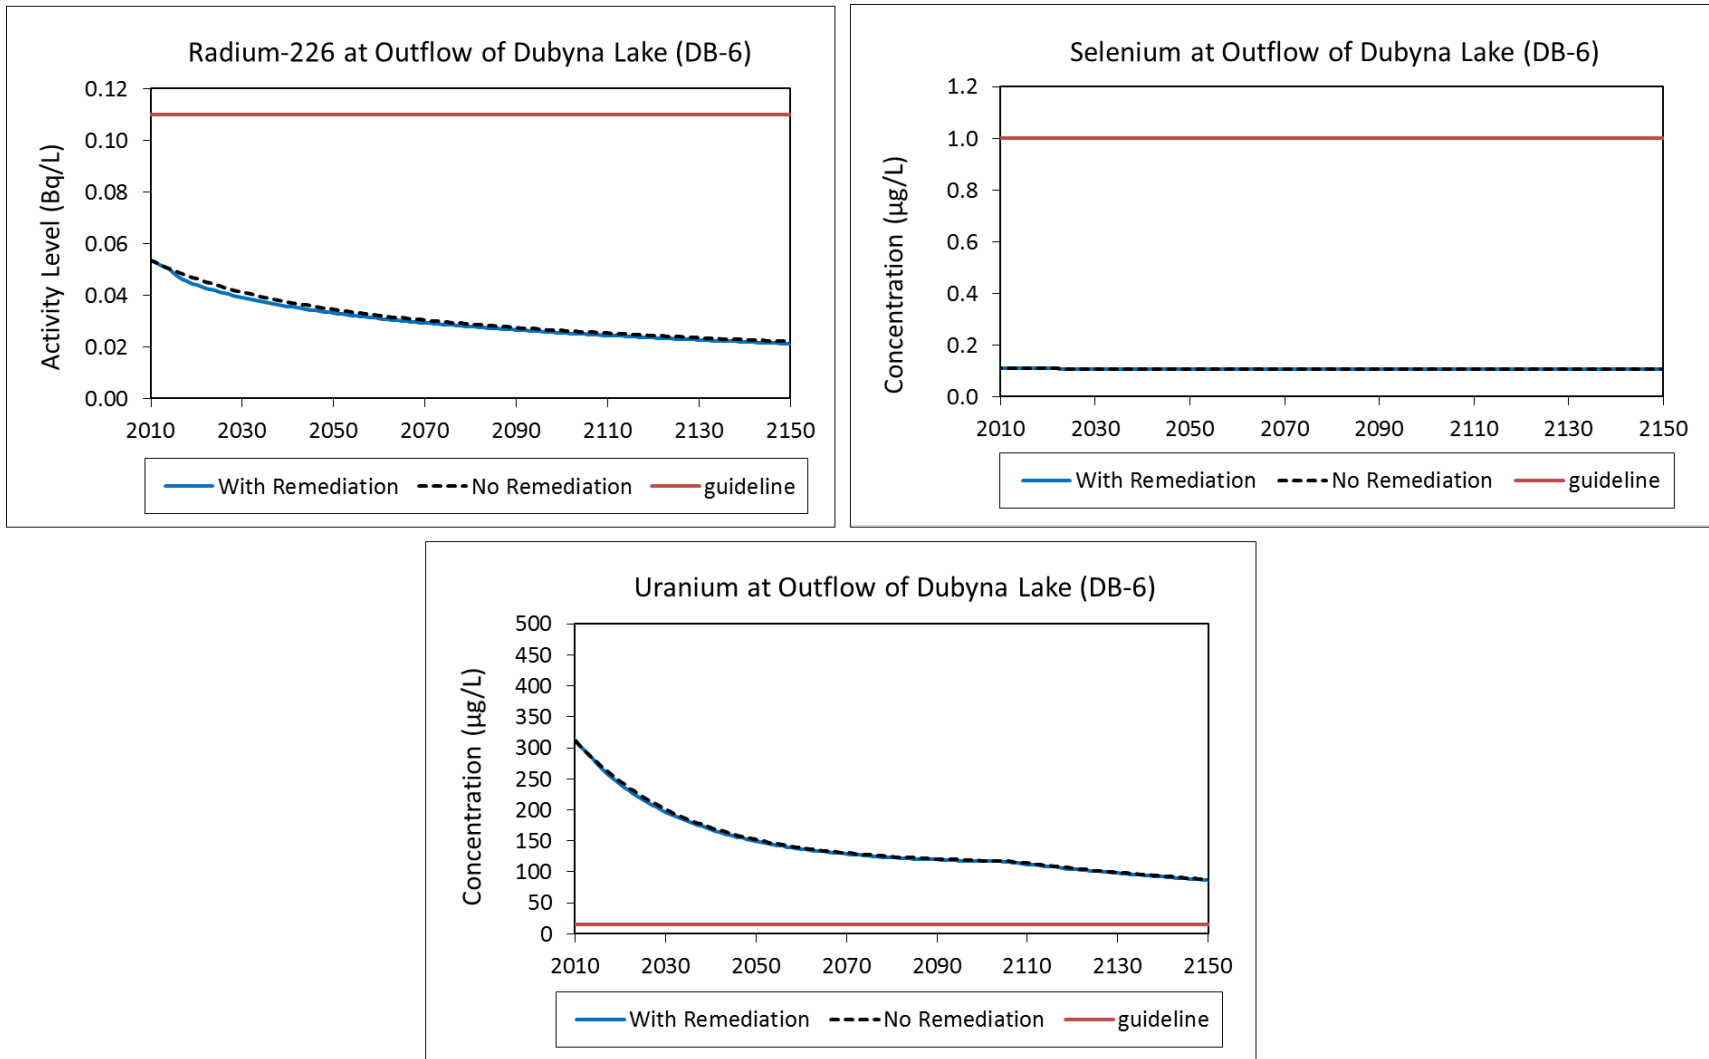 Radium-226 at Outflow of Dubyna Lake (DB-6)
Activity Level (Bq/L)
0.12
0.10
0.08
0.06
0.04
0.02
0.00
2010 2030 2050 2070 2090 2110 2130 2150
With Remediation No Remediation guideline
Selenium at Outflow of Dubyna Lake (DB-6)
Concentration (µg/L)
1.2
1.0
0.8
0.6
0.4
0.2
0.0
2010 2030 2050 2070 2090 2110 2130 2150
With Remediation No Remediation guideline
Uranium at Outflow of Dubyna Lake (DB-6)
Concentration (µg/L)
500
450
400
350
300
250
200
150
100
50
0
2010 2030 2050 2070 2090 2110 2130 2150
With Remediation No Remediation guideline